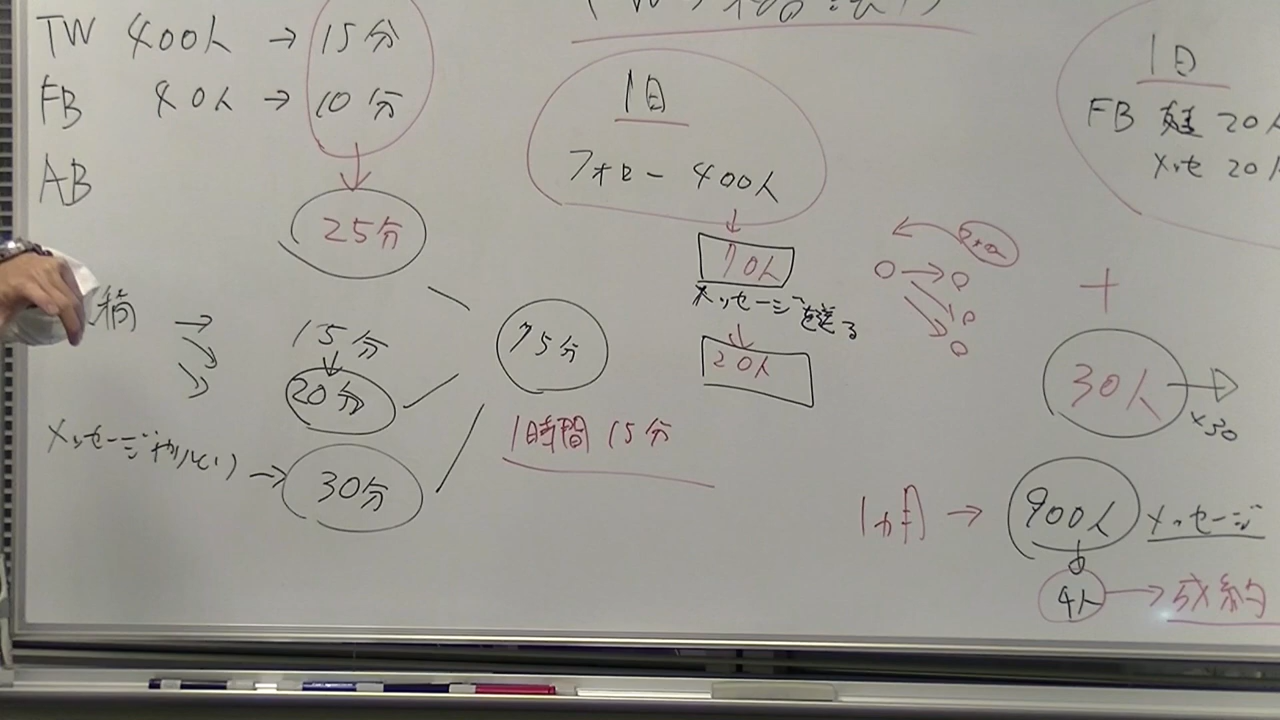 TW 400人 → 15分
FB 40人 → 10分
AB
25分
稿 → 15分
20分
メッセージやりとり → 30分
75分
1時間15分
1日
フォロー 400人
70人
メッセージを送る
20人
1日
FB 友達 20人
メッセ 20人
+
30人
×30
1ヵ月 → 900人 メッセージ
4人 → 成約